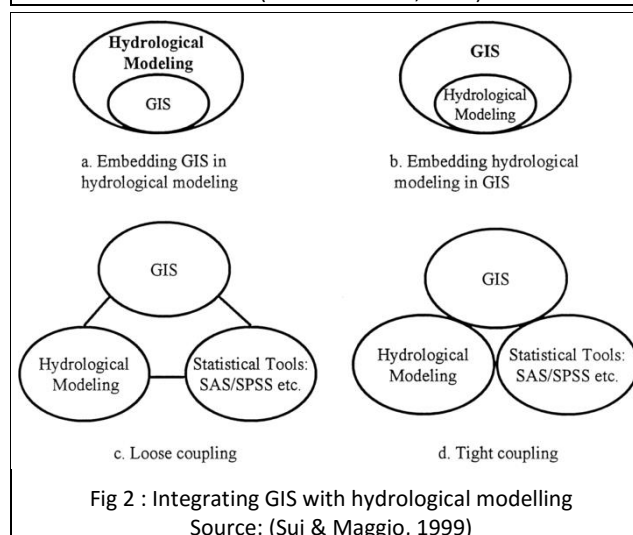 Hydrological
Modeling
GIS
a. Embedding GIS in
hydrological modeling
GIS
Hydrological
Modeling
b. Embedding hydrological
modeling in GIS
GIS
Hydrological
Modeling
Statistical Tools:
SAS/SPSS etc.
c. Loose coupling
GIS
Hydrological
Modeling
Statistical Tools:
SAS/SPSS etc.
d. Tight coupling
Fig 2 : Integrating GIS with hydrological modelling
Source: (Sui & Maggio, 1999)